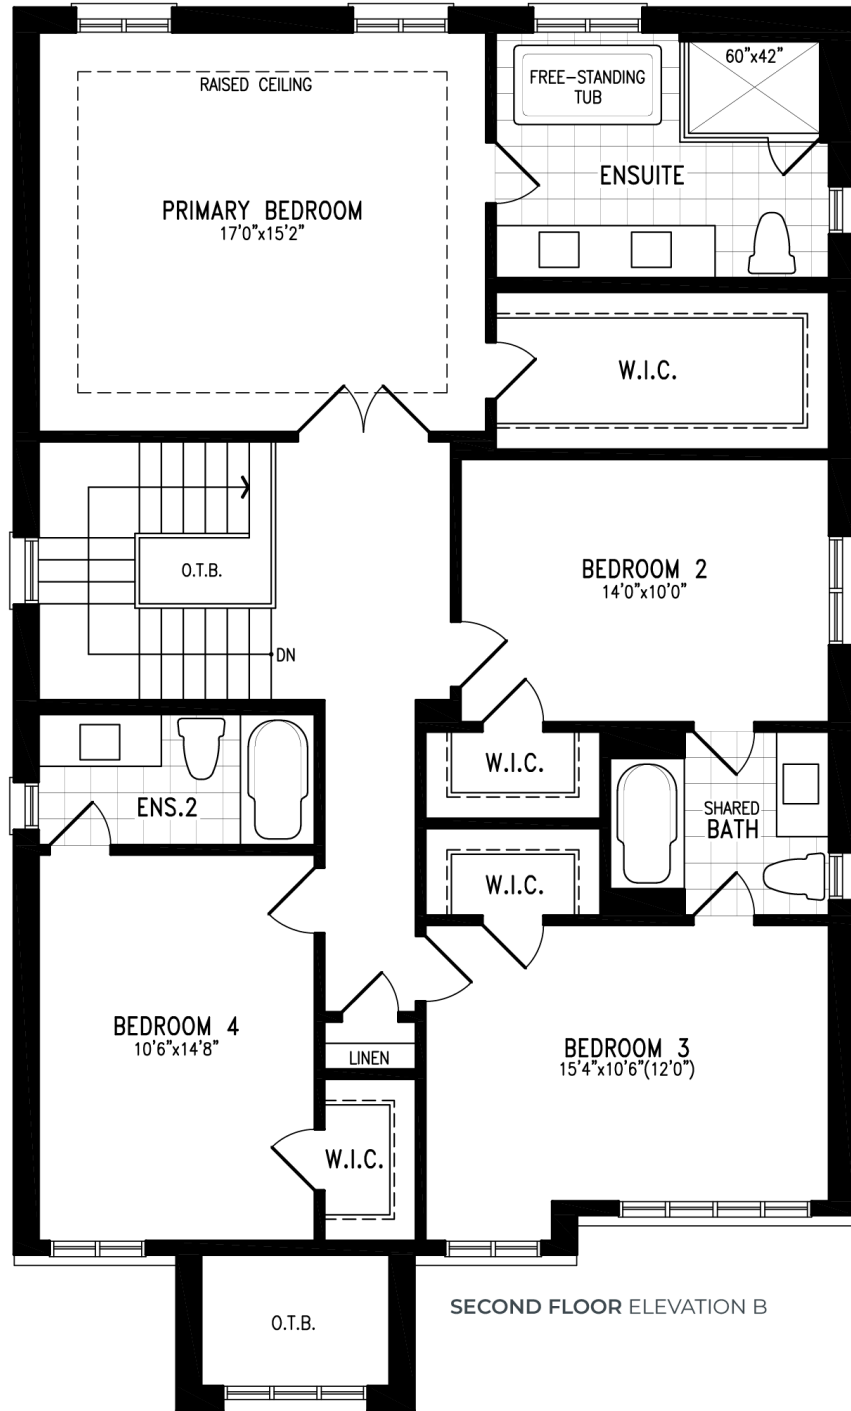 60"x42"
FREE-STANDING
TUB
RAISED CEILING
ENSUITE
PRIMARY BEDROOM
17'0"x15'2"
W.I.C.
O.T.B.
BEDROOM 2
14'0"x10'0"
DN
W.I.C.
ENS.2
SHARED
BATH
W.I.C.
BEDROOM 4
10'6"x14'8"
LINEN
BEDROOM 3
15'4"x10'6"(12'0")
W.I.C.
SECOND FLOOR ELEVATION B
O.T.B.